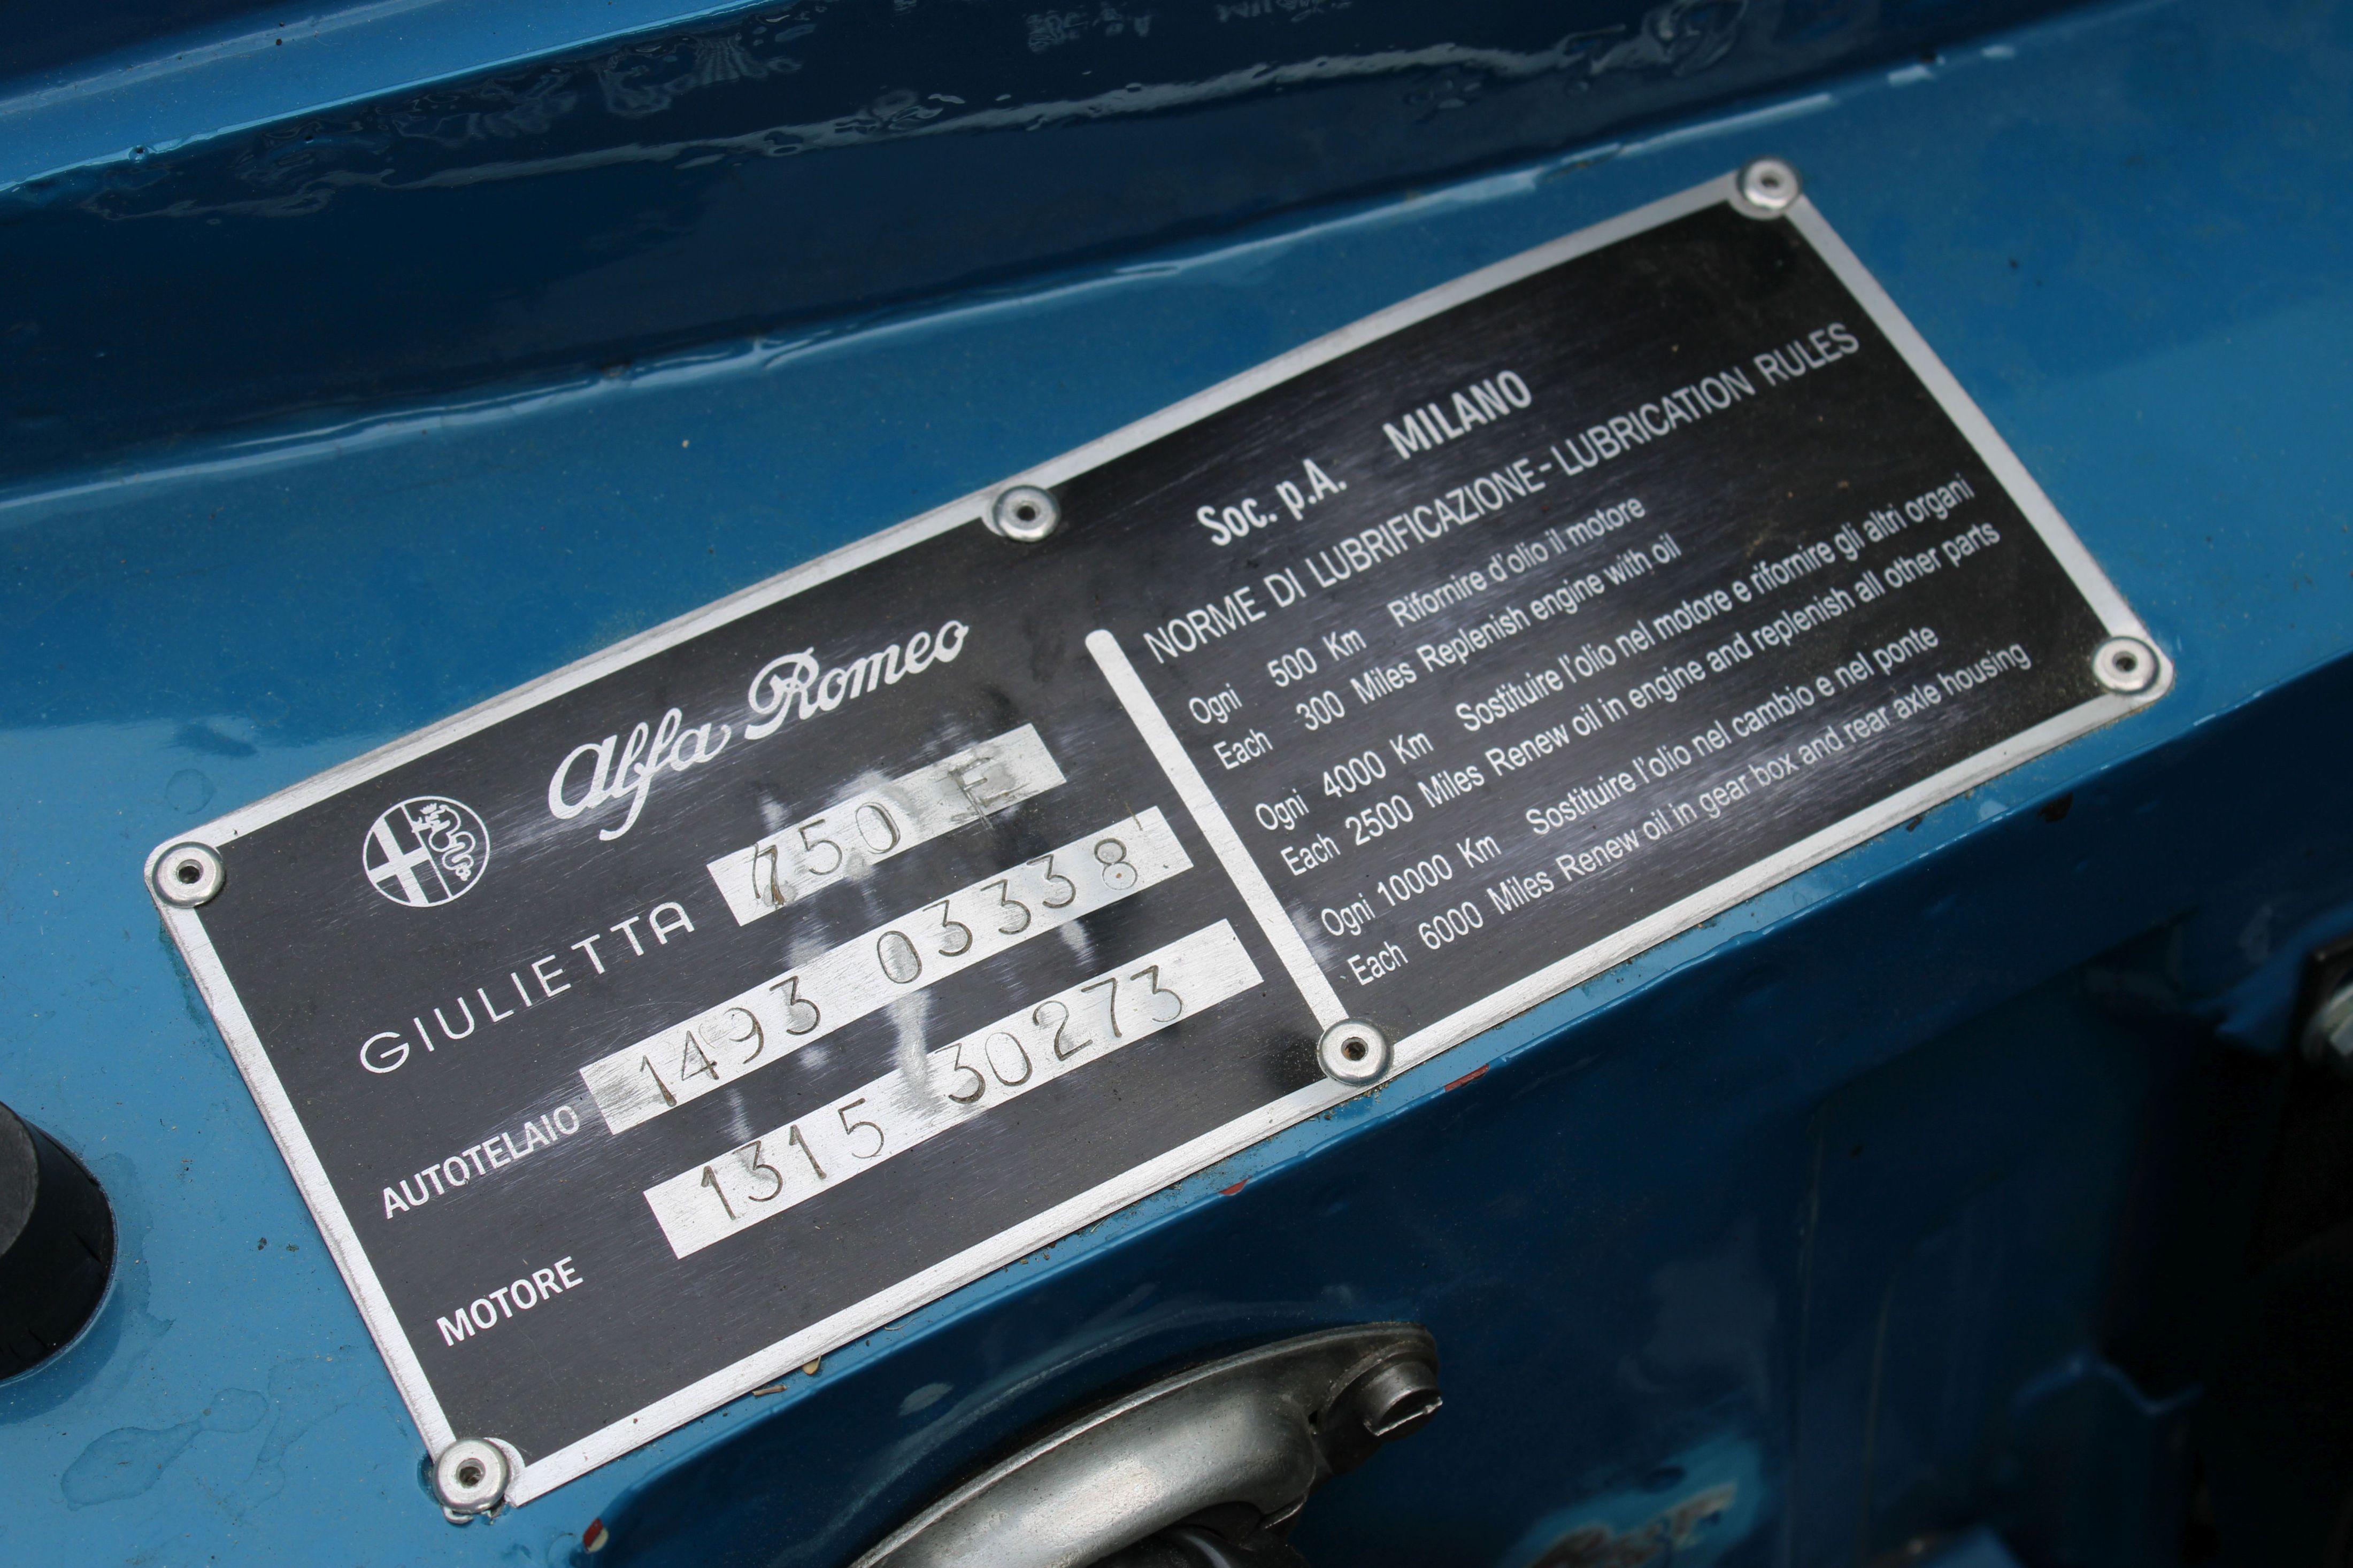 Alfa Romeo
GIULIETTA 750 E
AUTOTELAIO 1493 03338
MOTORE 1315 30273
Soc. p.A. MILANO
NORME DI LUBRIFICAZIONE-LUBRICATION RULES
Ogni 500 Km Rifornire d'olio il motore
Each 300 Miles Replenish engine with oil
Ogni 4000 Km Sostituire l'olio nel motore e rifornire gli altri organi
Each 2500 Miles Renew oil in engine and replenish all other parts
Ogni 10000 Km Sostituire l'olio nel cambio e nel ponte
Each 6000 Miles Renew oil in gear box and rear axle housing